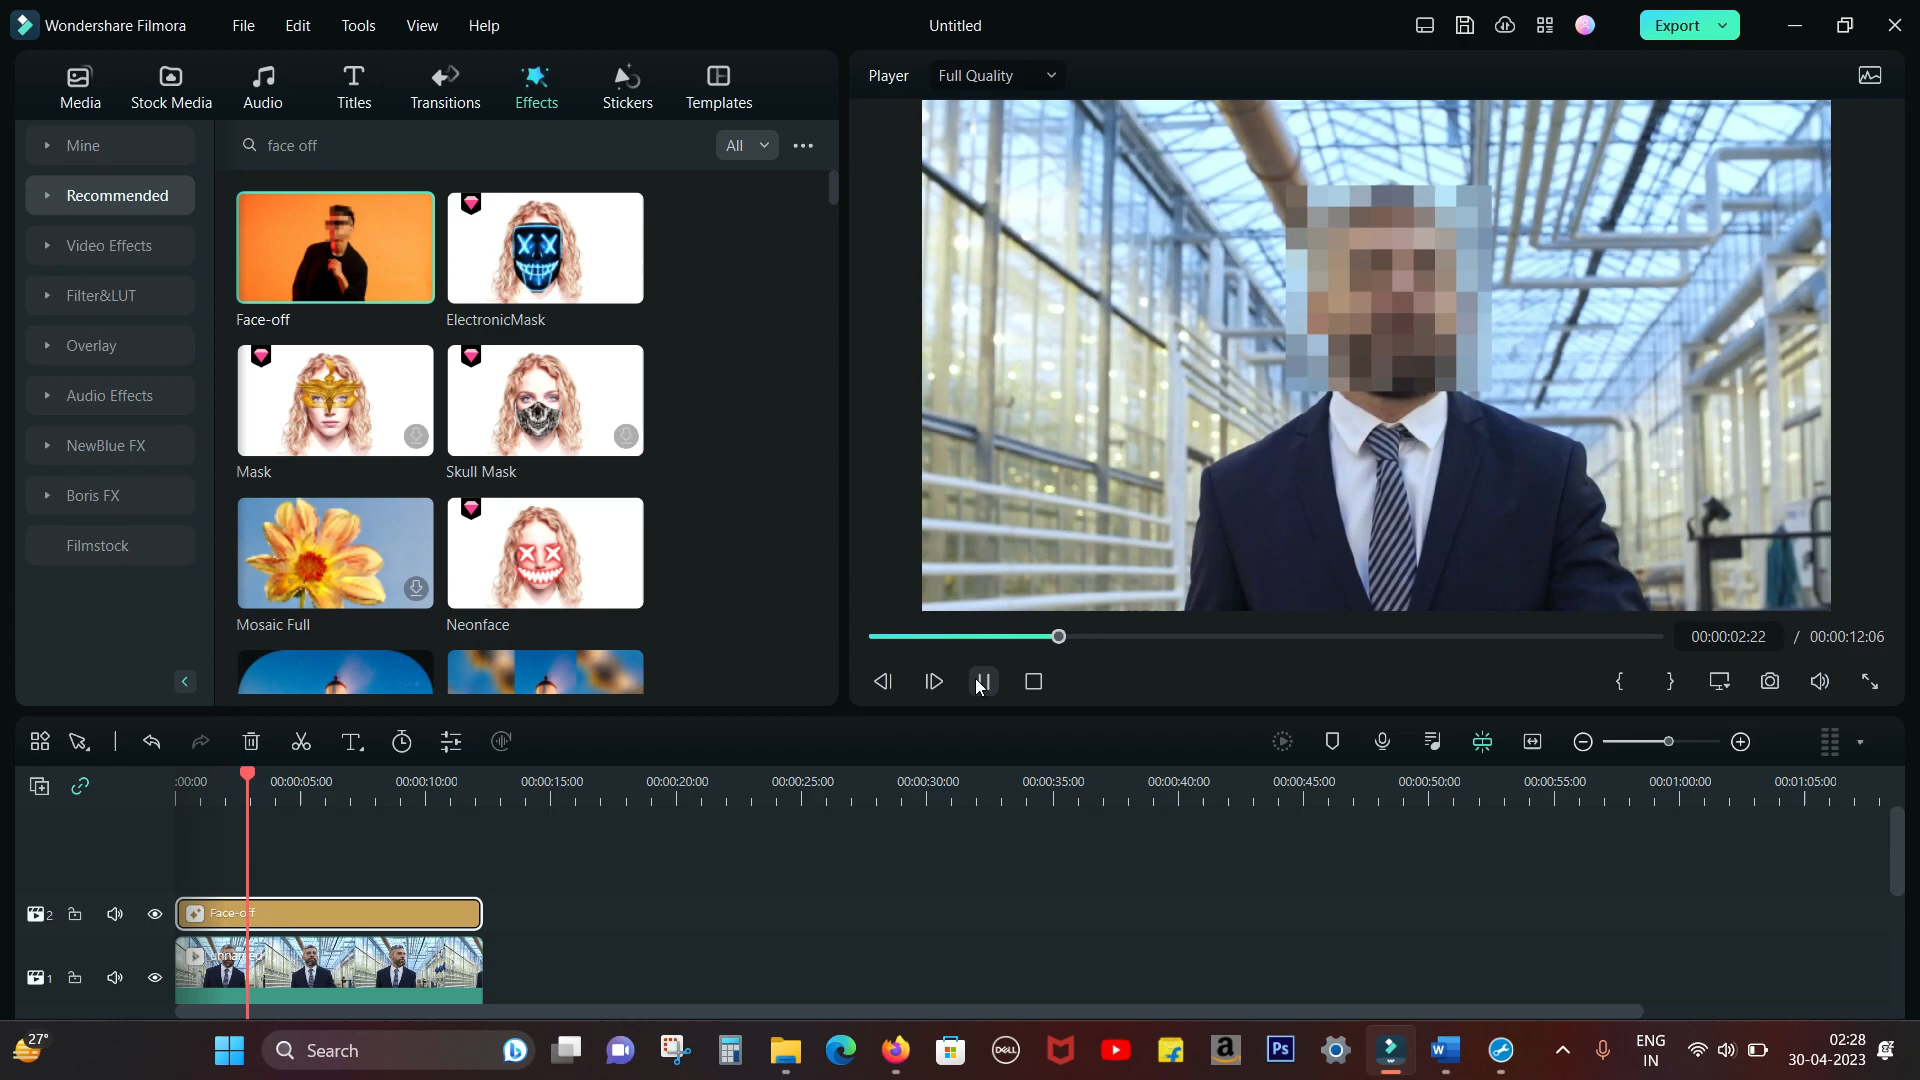 Wondershare Filmora
File
Edit
Tools
View
Help
Untitled
Export
Media
Stock Media
Audio
Titles
Transitions
Effects
Stickers
Templates
Player
Full Quality
Mine
Recommended
Video Effects
Filter&LUT
Overlay
Audio Effects
NewBlue FX
Boris FX
Filmstock
face off
All
Face-off
ElectronicMask
Mask
Skull Mask
Mosaic Full
Neonface
00:00:02:22 / 00:00:12:06
:00:00
00:00:05:00
00:00:10:00
00:00:15:00
00:00:20:00
00:00:25:00
00:00:30:00
00:00:35:00
00:00:40:00
00:00:45:00
00:00:50:00
00:00:55:00
00:01:00:00
00:01:05:00
2
Face-off
1
unnamed
27°
Search
DELL
a
Ps
W
ENG
IN
02:28
30-04-2023